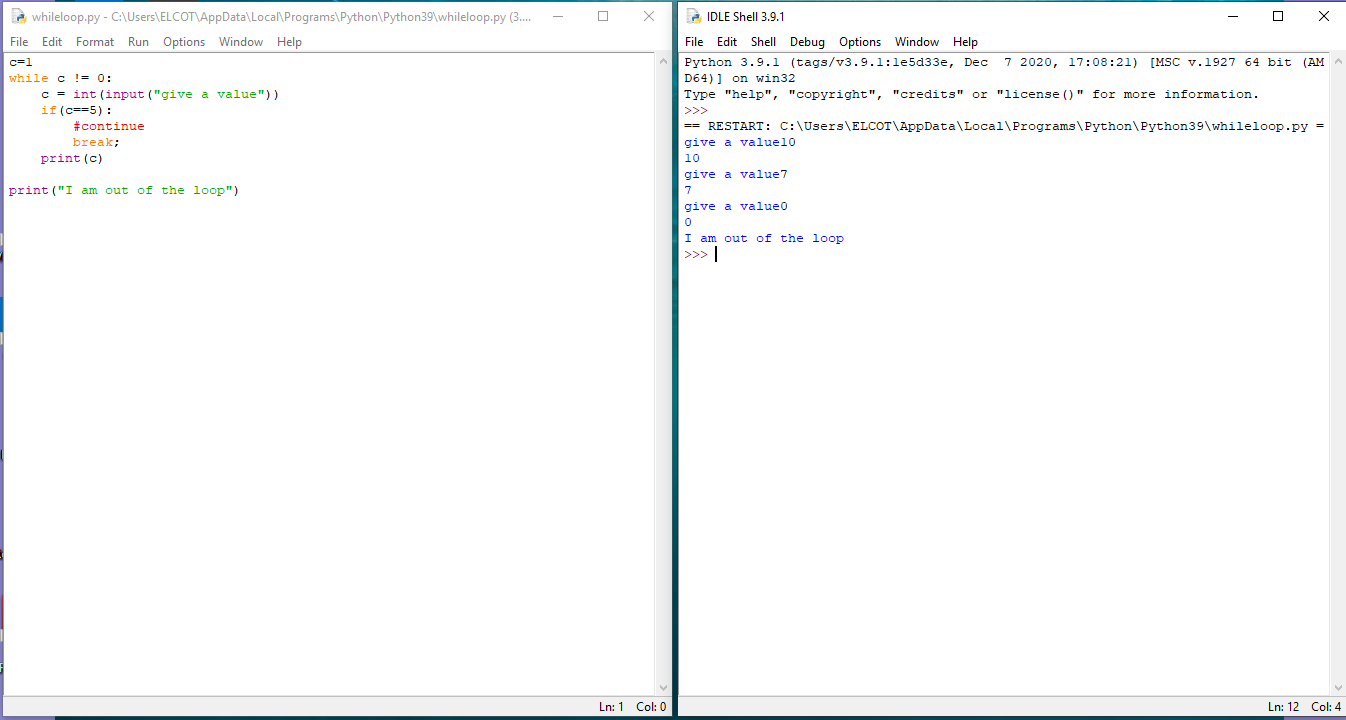 whileloop.py - C:\Users\ELCOT\AppData\Local\Programs\Python\Python39\whileloop.py (3....
File Edit Format Run Options Window Help
c=1
while c != 0:
    c = int(input("give a value"))
    if(c==5):
        #continue
        break;
    print(c)
print("I am out of the loop")
Ln: 1 Col: 0
IDLE Shell 3.9.1
File Edit Shell Debug Options Window Help
Python 3.9.1 (tags/v3.9.1:1e5d33e, Dec  7 2020, 17:08:21) [MSC v.1927 64 bit (AM
D64)] on win32
Type "help", "copyright", "credits" or "license()" for more information.
>>>
== RESTART: C:\Users\ELCOT\AppData\Local\Programs\Python\Python39\whileloop.py =
give a value10
10
give a value7
7
give a value0
0
I am out of the loop
>>>
Ln: 12 Col: 4